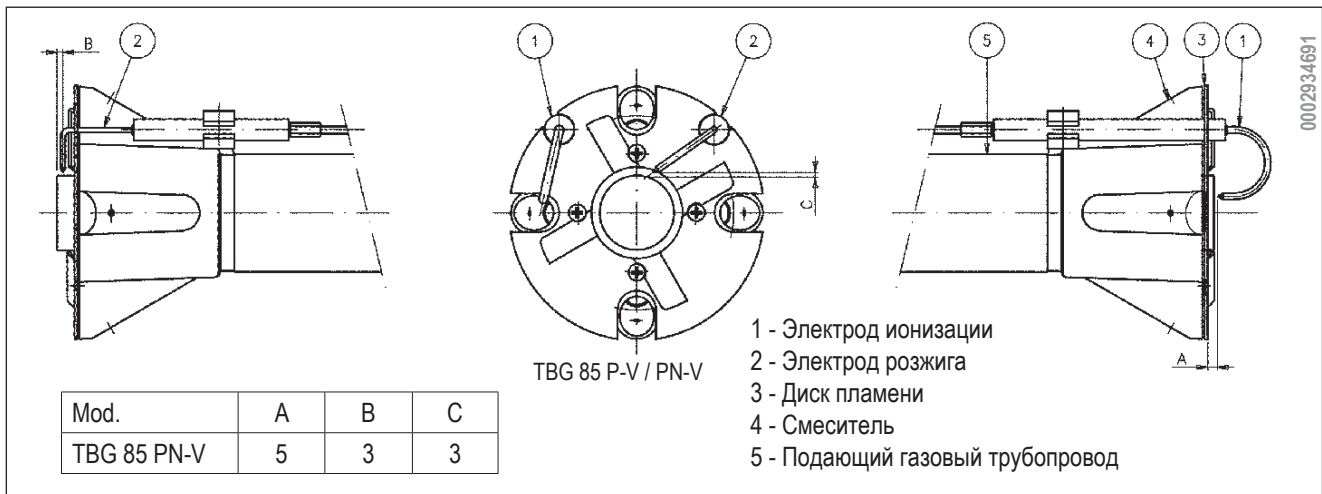 B 2 1 2 5 4 3 1
0002934691
C
A
TBG 85 P-V / PN-V
1 - Электрод ионизации
2 - Электрод розжига
3 - Диск пламени
4 - Смеситель
5 - Подающий газовый трубопровод
Mod. A B C
TBG 85 PN-V 5 3 3